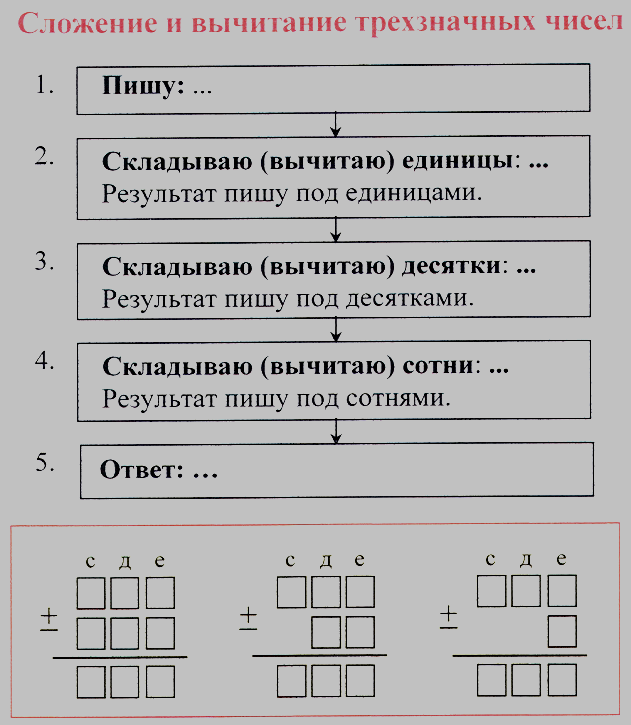 Сложение и вычитание трехзначных чисел
1. Пишу: ...
2. Складываю (вычитаю) единицы: ...
Результат пишу под единицами.
3. Складываю (вычитаю) десятки: ...
Результат пишу под десятками.
4. Складываю (вычитаю) сотни: ...
Результат пишу под сотнями.
5. Ответ: ...
с д е с д е с д е
± ± ±